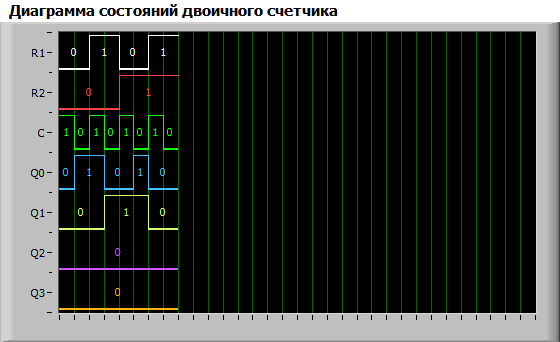 Диаграмма состояний двоичного счетчика
R1 0 1 0 1
R2 0 1
C 1 0 1 0 1 0 1 0
Q0 0 1 0 1 0
Q1 0 1 0
Q2 0
Q3 0